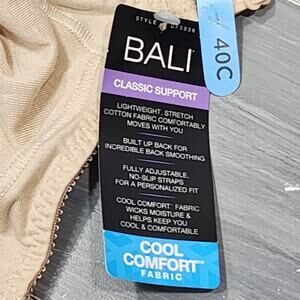 STYLE DF3036
BALI
40C
CLASSIC SUPPORT
LIGHTWEIGHT, STRETCH
COTTON FABRIC COMFORTABLY
MOVES WITH YOU
BUILT UP BACK FOR
INCREDIBLE BACK SMOOTHING
FULLY ADJUSTABLE,
NO-SLIP STRAPS
FOR A PERSONALIZED FIT
COOL COMFORT™ FABRIC
WICKS MOISTURE &
HELPS KEEP YOU
COOL & COMFORTABLE
COOL
COMFORT™
FABRIC